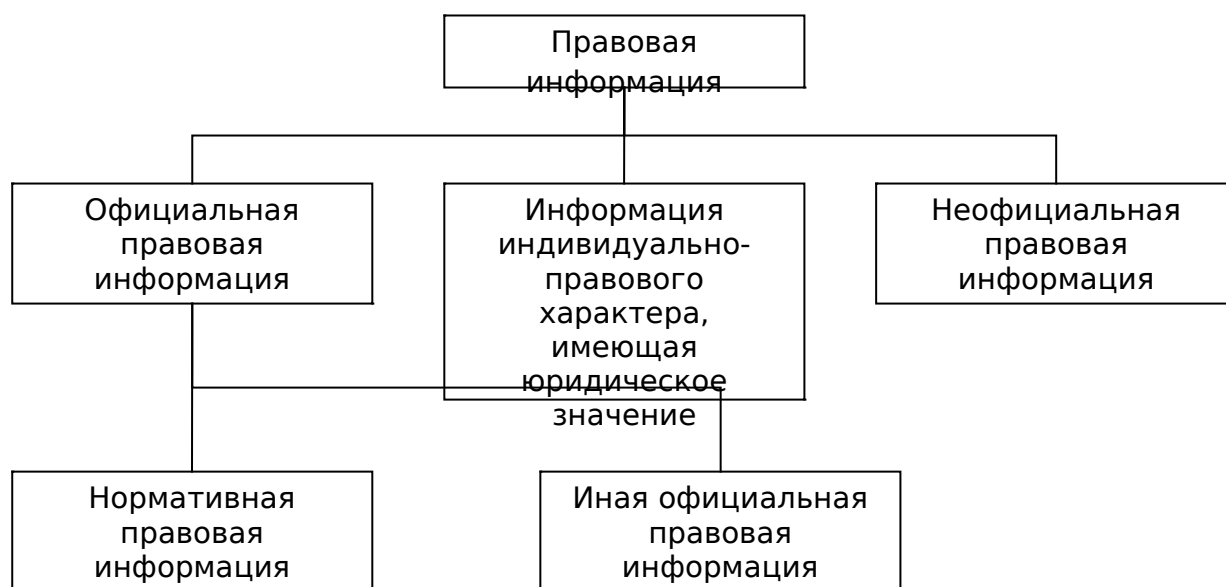 Правовая
информация
Официальная
правовая
информация
Информация
индивидуально-
правового
характера,
имеющая
юридическое
значение
Неофициальная
правовая
информация
Нормативная
правовая
информация
Иная официальная
правовая
информация